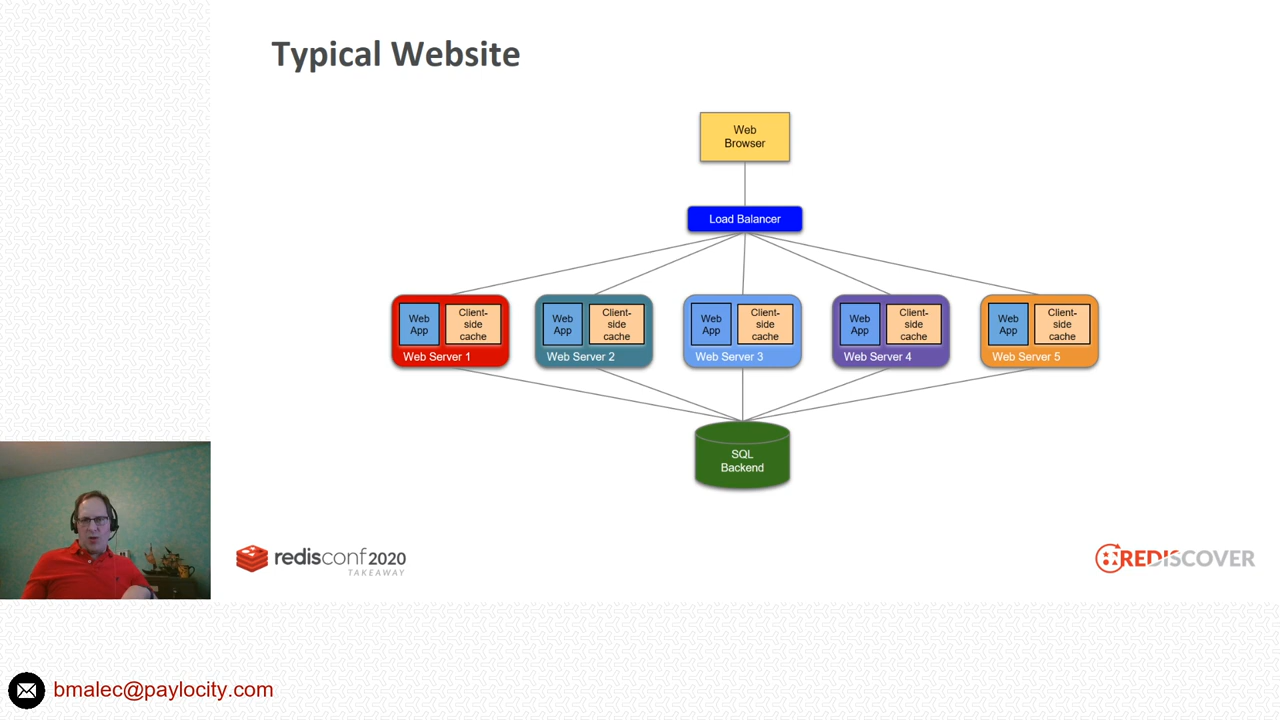 Typical Website
Web
Browser
Load Balancer
Web
App
Client-
side
cache
Web Server 1
Web
App
Client-
side
cache
Web Server 2
Web
App
Client-
side
cache
Web Server 3
Web
App
Client-
side
cache
Web Server 4
Web
App
Client-
side
cache
Web Server 5
SQL
Backend
redisconf 2020
TAKEAWAY
REDISCOVER
bmalec@paylocity.com